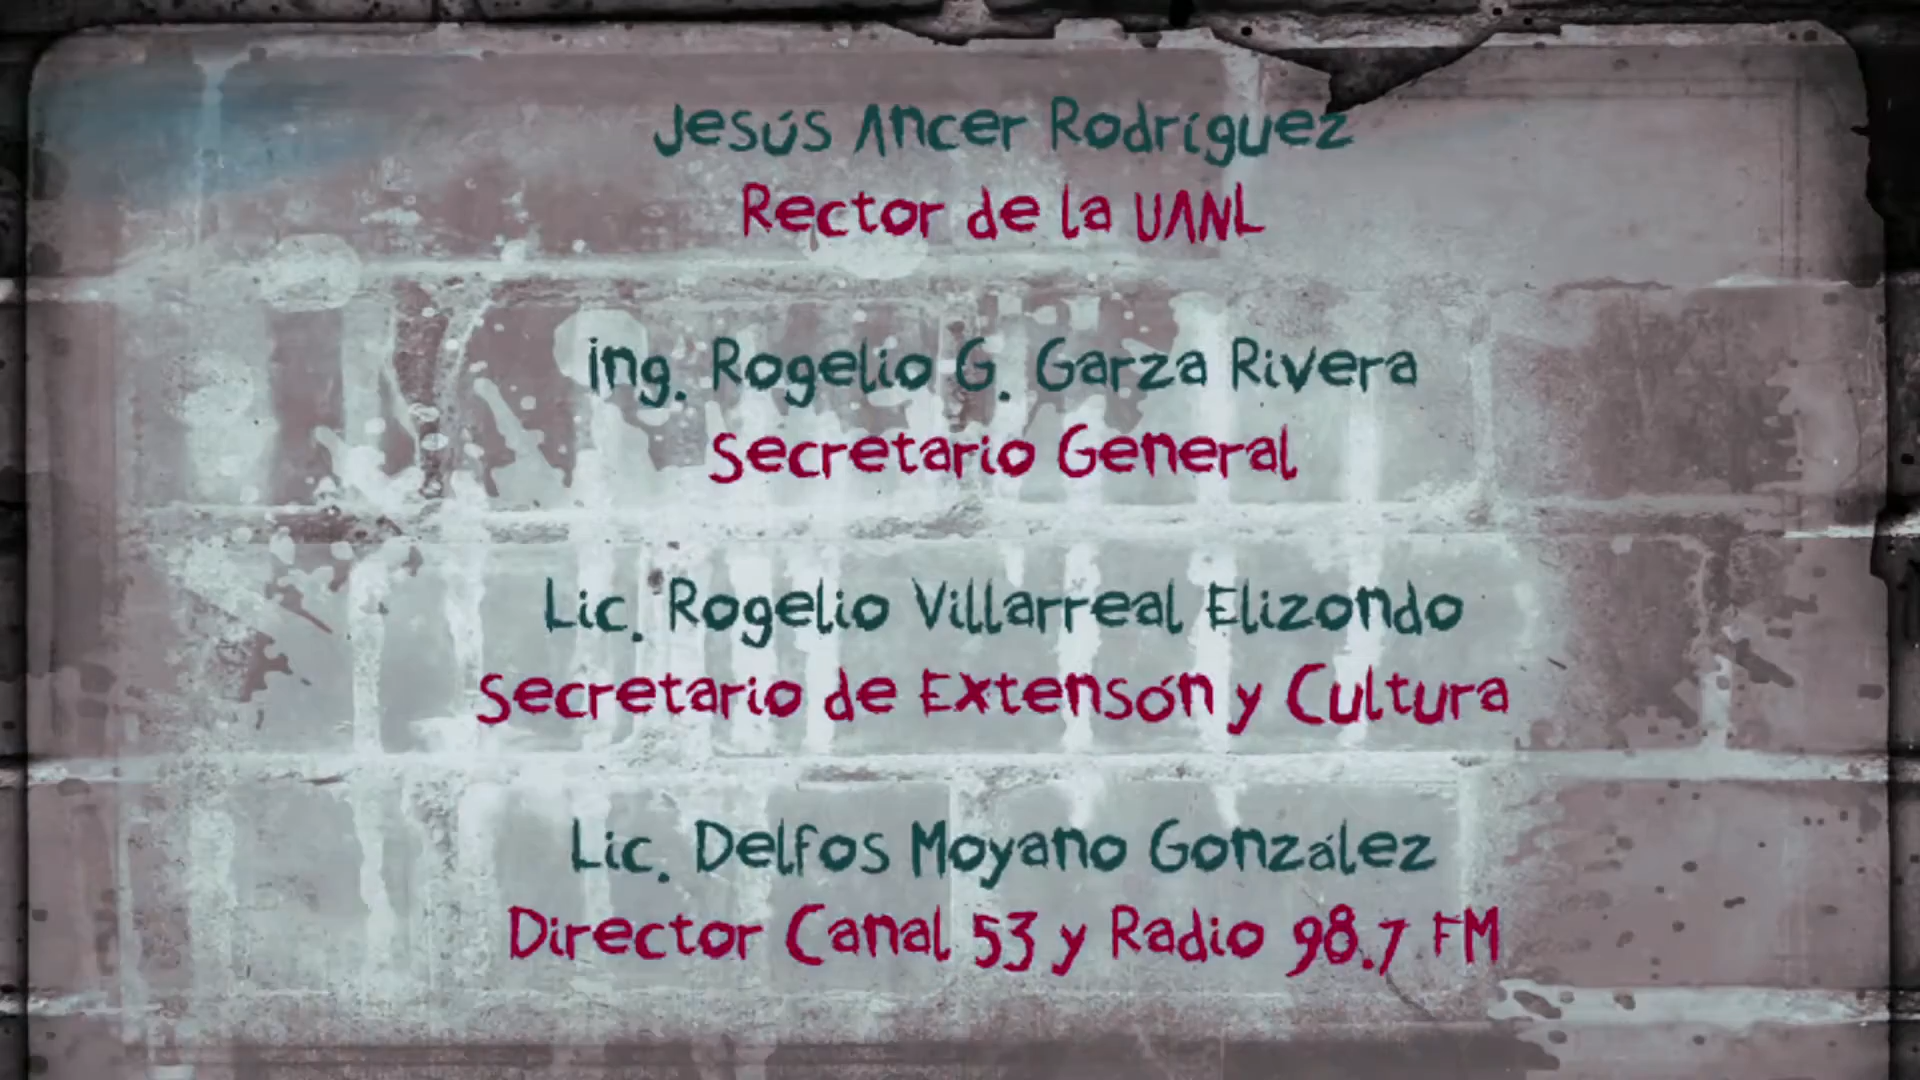 Jesús Ancer Rodríguez
Rector de la UANL
ing. Rogelio G. Garza Rivera
Secretario General
Lic. Rogelio Villarreal Elizondo
Secretario de Extensón y Cultura
Lic. Delfos Moyano González
Director Canal 53 y Radio 98.7 FM